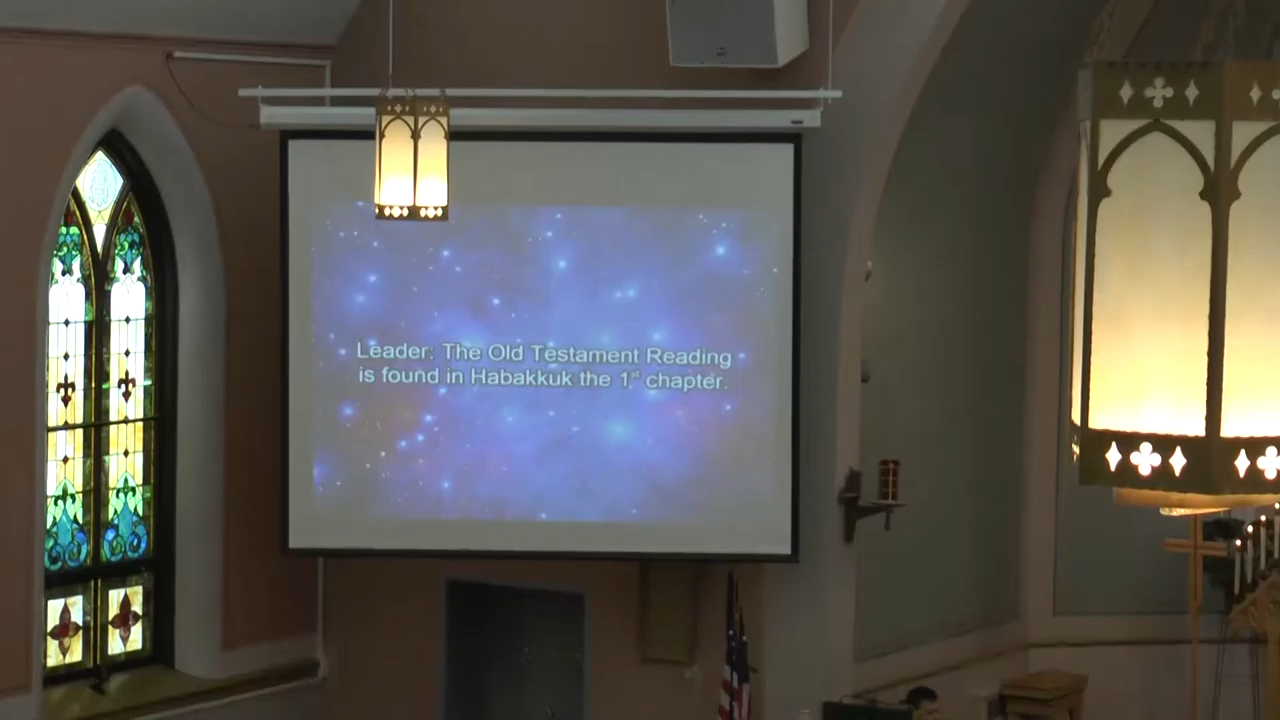 Leader: The Old Testament Reading
is found in Habakkuk the 1st chapter.